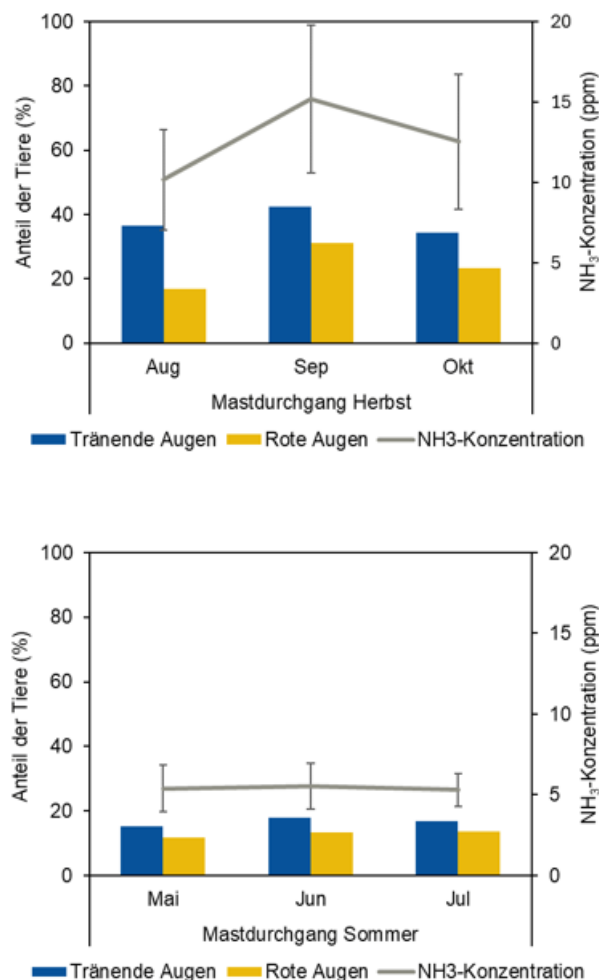 100
80
60
40
20
0
Anteil der Tiere (%)
20
15
10
5
0
NH₃-Konzentration (ppm)
Aug Sep Okt
Mastdurchgang Herbst
Tränende Augen Rote Augen NH3-Konzentration
100
80
60
40
20
0
Anteil der Tiere (%)
20
15
10
5
0
NH₃-Konzentration (ppm)
Mai Jun Jul
Mastdurchgang Sommer
Tränende Augen Rote Augen NH3-Konzentration